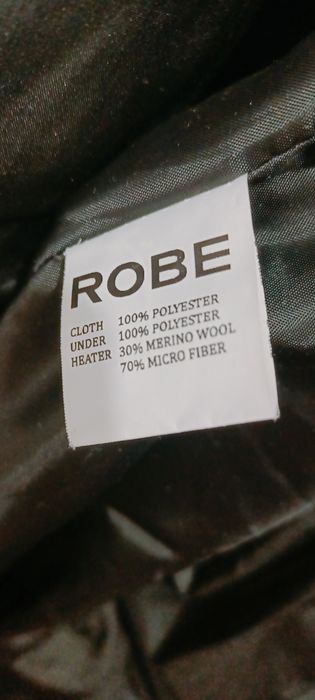 ROBE
CLOTH 100% POLYESTER
UNDER 100% POLYESTER
HEATER 30% MERINO WOOL
70% MICRO FIBER